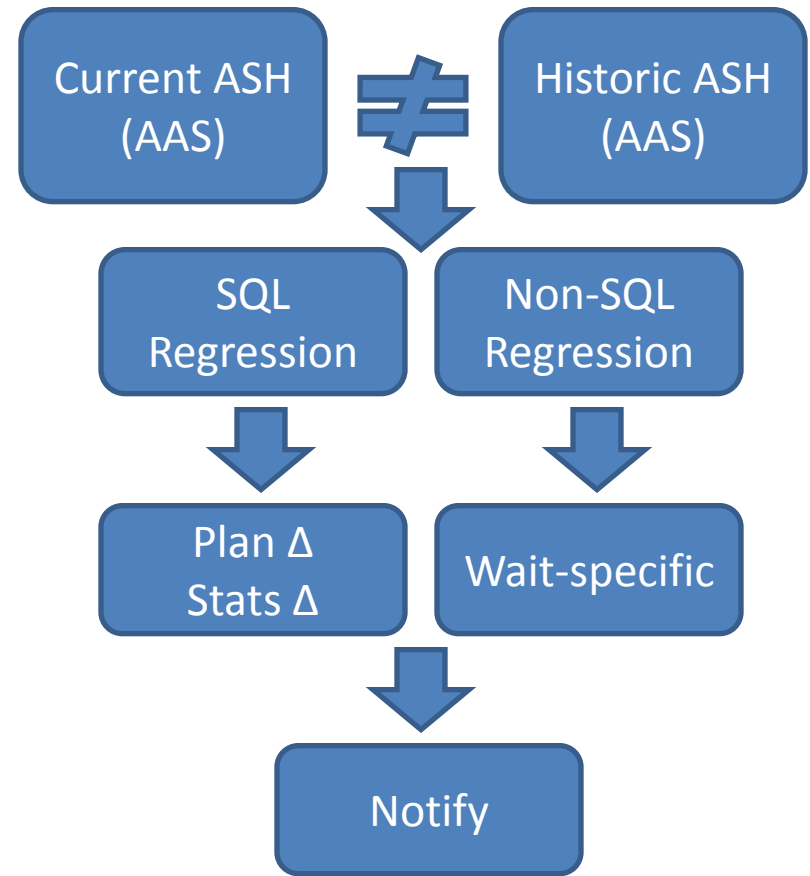 Current ASH
(AAS)
≠
Historic ASH
(AAS)
SQL
Regression
Non-SQL
Regression
Plan Δ
Stats Δ
Wait-specific
Notify